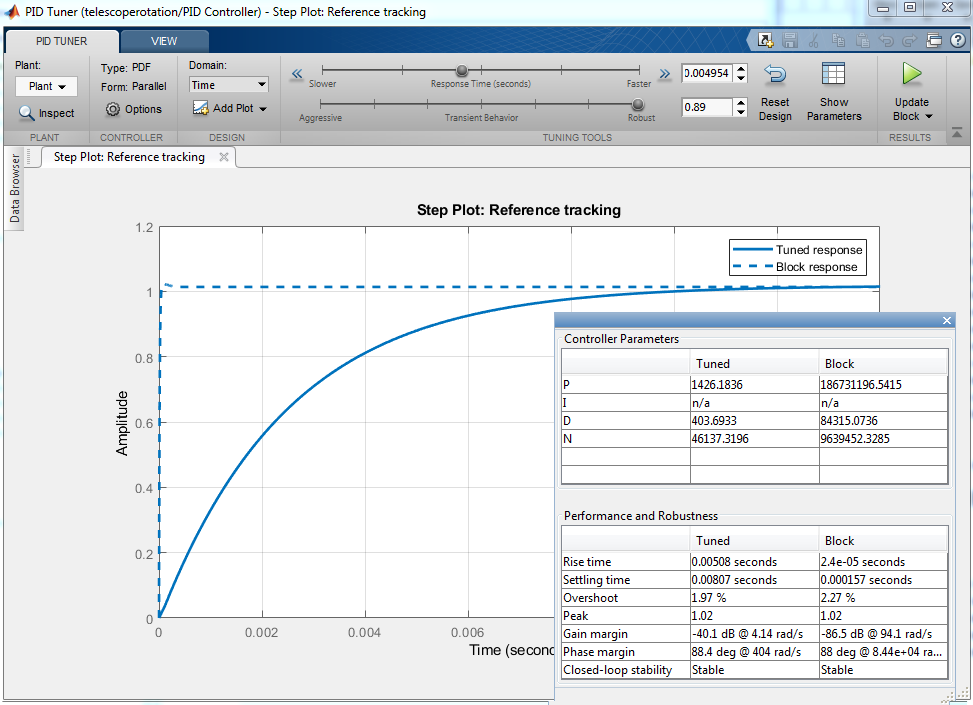 PID Tuner (telescoperotation/PID Controller) - Step Plot: Reference tracking
PID TUNER
VIEW
Plant:
Plant
Inspect
PLANT
Type: PDF
Form: Parallel
Options
CONTROLLER
Domain:
Time
Add Plot
DESIGN
Slower
Response Time (seconds)
Faster
0.004954
Aggressive
Transient Behavior
Robust
0.89
TUNING TOOLS
Reset
Design
Show
Parameters
Update
Block
RESULTS
Data Browser
Step Plot: Reference tracking
Step Plot: Reference tracking
Tuned response
Block response
Amplitude
1.2
1
0.8
0.6
0.4
0.2
0
0 0.002 0.004 0.006
Time (secon
Controller Parameters
Tuned Block
P 1426.1836 186731196.5415
I n/a n/a
D 403.6933 84315.0736
N 46137.3196 9639452.3285
Performance and Robustness
Tuned Block
Rise time 0.00508 seconds 2.4e-05 seconds
Settling time 0.00807 seconds 0.000157 seconds
Overshoot 1.97 % 2.27 %
Peak 1.02 1.02
Gain margin -40.1 dB @ 4.14 rad/s -86.5 dB @ 94.1 rad/s
Phase margin 88.4 deg @ 404 rad/s 88 deg @ 8.44e+04 ra...
Closed-loop stability Stable Stable